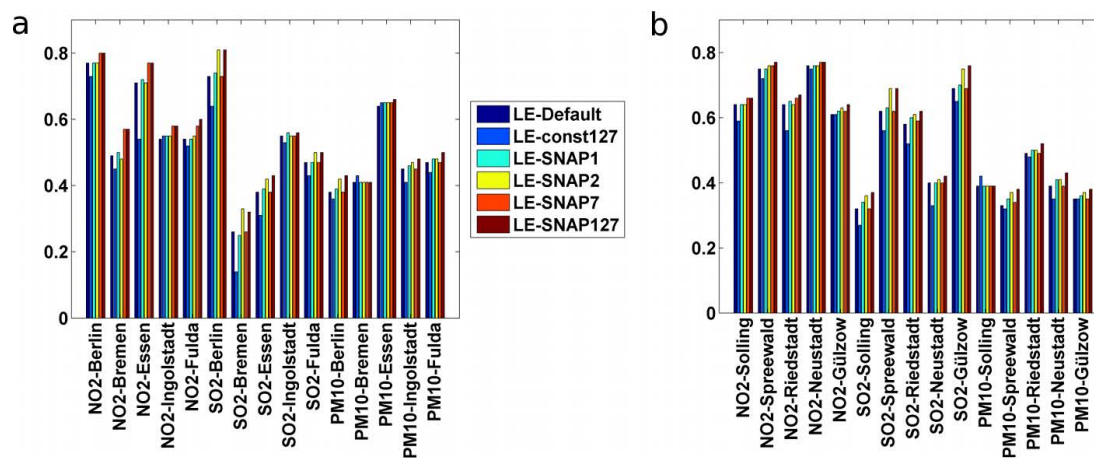 a
0.8
0.6
0.4
0.2
0
NO2-Berlin
NO2-Bremen
NO2-Essen
NO2-Ingolstadt
NO2-Fulda
SO2-Berlin
SO2-Bremen
SO2-Essen
SO2-Ingolstadt
SO2-Fulda
PM10-Berlin
PM10-Bremen
PM10-Essen
PM10-Ingolstadt
PM10-Fulda
LE-Default
LE-const127
LE-SNAP1
LE-SNAP2
LE-SNAP7
LE-SNAP127
b
0.8
0.6
0.4
0.2
0
NO2-Solling
NO2-Spreewald
NO2-Riedstadt
NO2-Neustadt
NO2-Gülzow
SO2-Solling
SO2-Spreewald
SO2-Riedstadt
SO2-Neustadt
SO2-Gülzow
PM10-Solling
PM10-Spreewald
PM10-Riedstadt
PM10-Neustadt
PM10-Gülzow